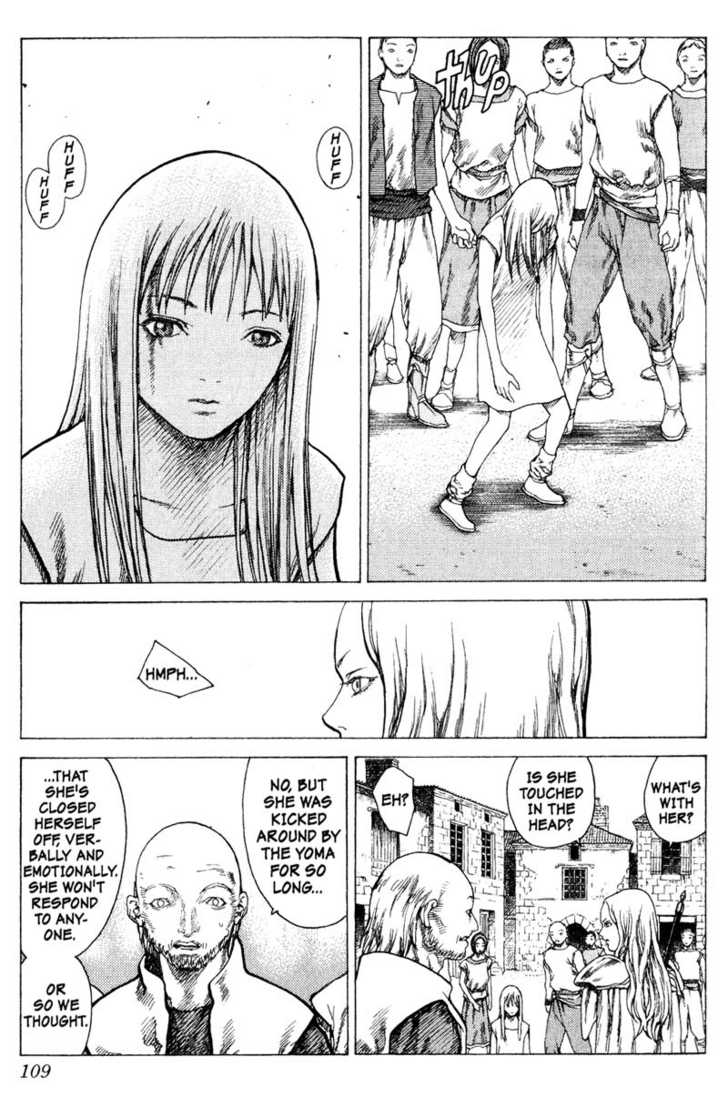 thUP
HUFF
HUFF
HUFF
HMPH...
WHAT'S
WITH
HER?
IS SHE
TOUCHED
IN THE
HEAD?
EH?
NO, BUT
SHE WAS
KICKED
AROUND BY
THE YOMA
FOR SO
LONG...
...THAT
SHE'S
CLOSED
HERSELF
OFF, VER-
BALLY AND
EMOTIONALLY.
SHE WON'T
RESPOND
TO ANY-
ONE.
OR
SO WE
THOUGHT.
109